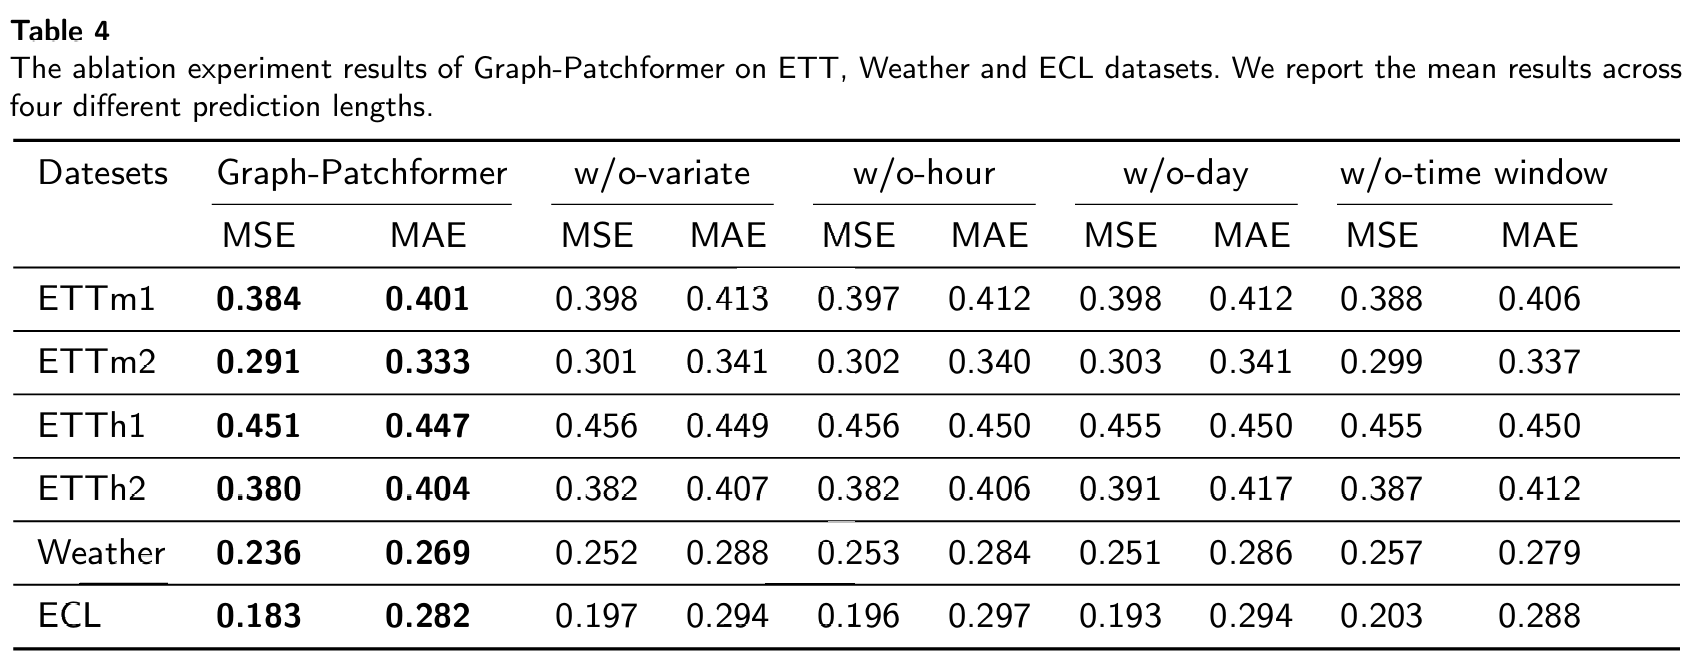 Table 4
The ablation experiment results of Graph-Patchformer on ETT, Weather and ECL datasets. We report the mean results across
four different prediction lengths.
Datesets Graph-Patchformer w/o-variate w/o-hour w/o-day w/o-time window
MSE MAE MSE MAE MSE MAE MSE MAE MSE MAE
ETTm1 0.384 0.401 0.398 0.413 0.397 0.412 0.398 0.412 0.388 0.406
ETTm2 0.291 0.333 0.301 0.341 0.302 0.340 0.303 0.341 0.299 0.337
ETTh1 0.451 0.447 0.456 0.449 0.456 0.450 0.455 0.450 0.455 0.450
ETTh2 0.380 0.404 0.382 0.407 0.382 0.406 0.391 0.417 0.387 0.412
Weather 0.236 0.269 0.252 0.288 0.253 0.284 0.251 0.286 0.257 0.279
ECL 0.183 0.282 0.197 0.294 0.196 0.297 0.193 0.294 0.203 0.288